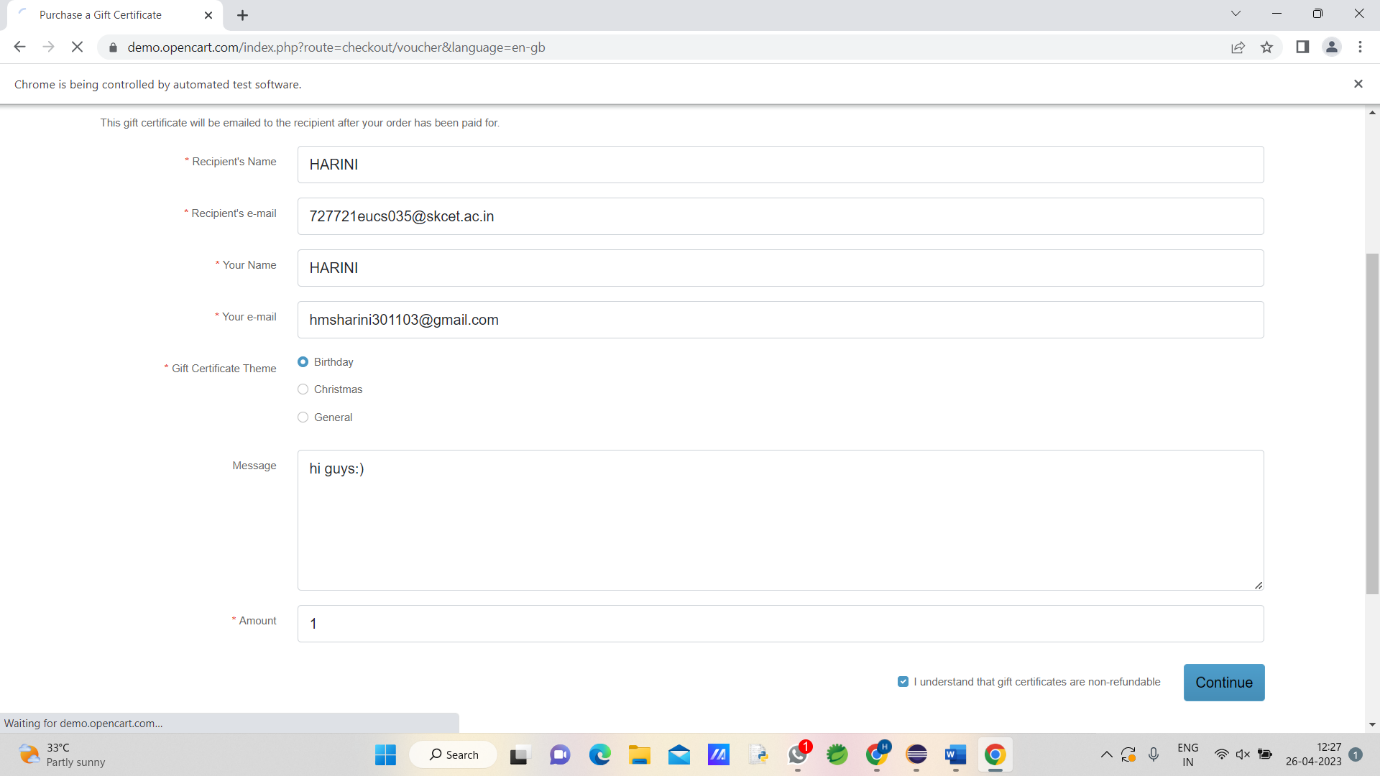 Purchase a Gift Certificate
demo.opencart.com/index.php?route=checkout/voucher&language=en-gb
Chrome is being controlled by automated test software.
This gift certificate will be emailed to the recipient after your order has been paid for.
* Recipient's Name
HARINI
* Recipient's e-mail
727721eucs035@skcet.ac.in
* Your Name
HARINI
* Your e-mail
hmsharini301103@gmail.com
* Gift Certificate Theme
Birthday
Christmas
General
Message
hi guys:)
* Amount
1
I understand that gift certificates are non-refundable
Continue
Waiting for demo.opencart.com...
33°C
Partly sunny
Search
1
H
W
ENG
IN
12:27
26-04-2023
1